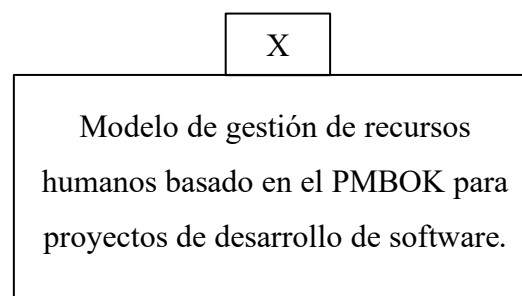 X
Modelo de gestión de recursos
humanos basado en el PMBOK para
proyectos de desarrollo de software.